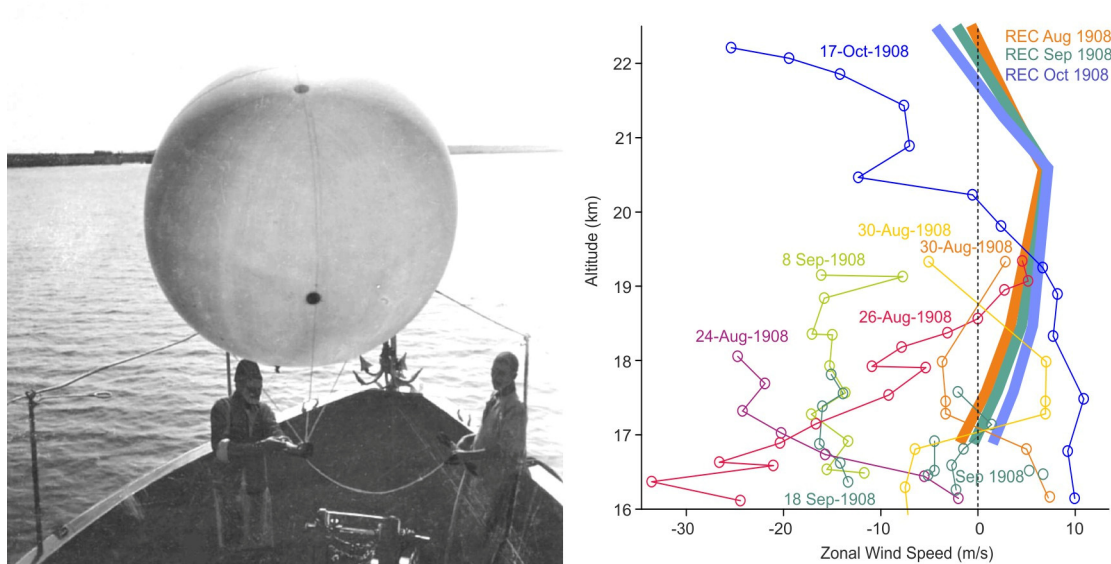 17-Oct-1908
REC Aug 1908
REC Sep 1908
REC Oct 1908
30-Aug-1908
30-Aug-1908
8 Sep-1908
26-Aug-1908
24-Aug-1908
Sep 1908
18 Sep-1908
Altitude (km)
22
21
20
19
18
17
16
-30
-20
-10
0
10
Zonal Wind Speed (m/s)